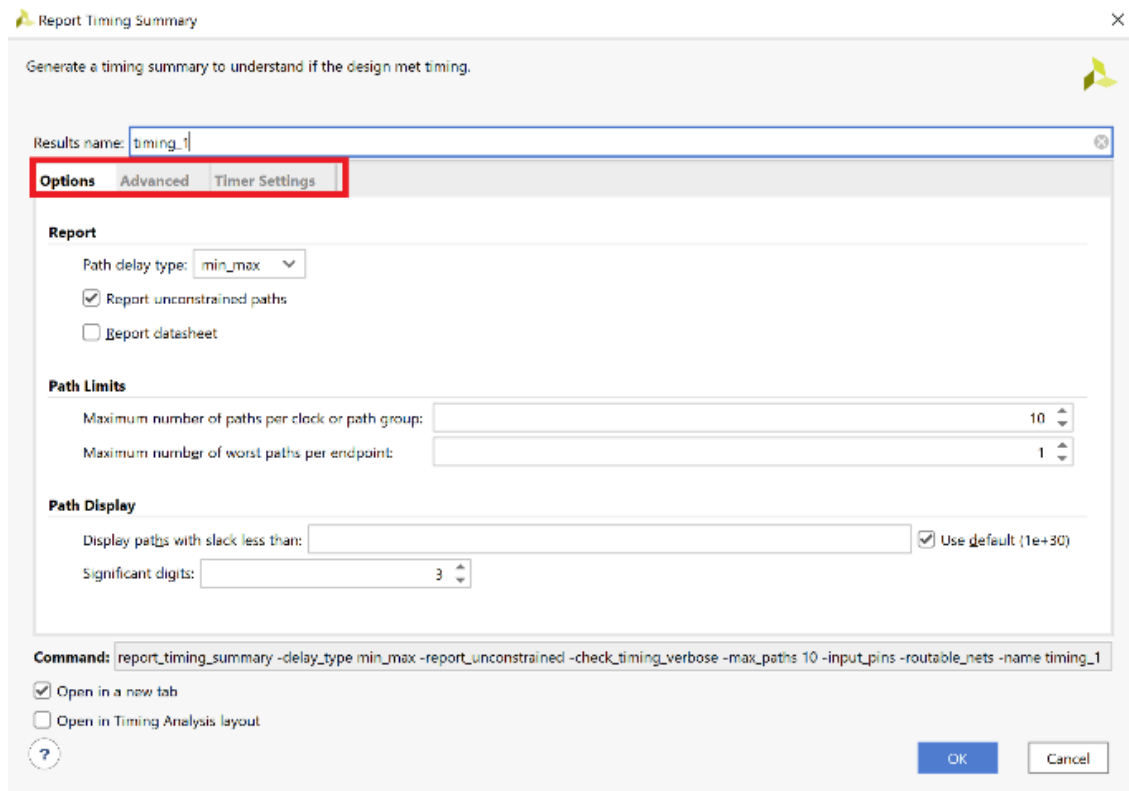 Report Timing Summary
Generate a timing summary to understand if the design met timing.
Results name: timing_1
Options Advanced Timer Settings
Report
Path delay type: min_max
Report unconstrained paths
Report datasheet
Path Limits
Maximum number of paths per clock or path group: 10
Maximum number of worst paths per endpoint: 1
Path Display
Display paths with slack less than: Use default (1e+30)
Significant digits: 3
Command: report_timing_summary -delay_type min_max -report_unconstrained -check_timing_verbose -max_paths 10 -input_pins -routable_nets -name timing_1
Open in a new tab
Open in Timing Analysis layout
?
OK Cancel